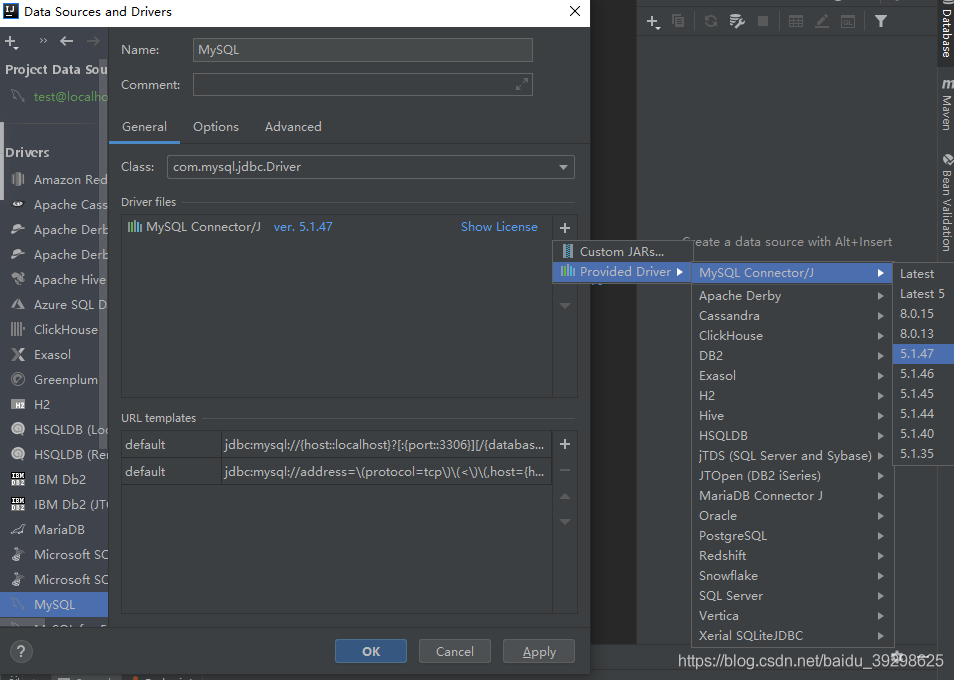 Data Sources and Drivers
Project Data Sou
test@localho
Drivers
Amazon Red
Apache Cass
Apache Derb
Apache Derb
Apache Hive
Azure SQL D
ClickHouse
Exasol
Greenplum
H2
HSQLDB (Loc
HSQLDB (Rem
IBM Db2
IBM Db2 (JTO
MariaDB
Microsoft SC
Microsoft SC
MySQL
Name: MySQL
Comment:
General Options Advanced
Class: com.mysql.jdbc.Driver
Driver files
MySQL Connector/J ver. 5.1.47 Show License
Custom JARs...
Provided Driver
URL templates
default jdbc:mysql://{host::localhost}?[:{port::3306}][/{databas...
default jdbc:mysql://address=\(protocol=tcp\)\(<\)\(,host={h...
OK Cancel Apply
Create a data source with Alt+Insert
MySQL Connector/J
Apache Derby
Cassandra
ClickHouse
DB2
Exasol
H2
Hive
HSQLDB
jTDS (SQL Server and Sybase)
JTOpen (DB2 iSeries)
MariaDB Connector J
Oracle
PostgreSQL
Redshift
Snowflake
SQL Server
Vertica
Xerial SQLiteJDBC
Latest
Latest 5
8.0.15
8.0.13
5.1.47
5.1.46
5.1.45
5.1.44
5.1.40
5.1.35
Database
Maven
Bean Validation
https://blog.csdn.net/baidu_39298625